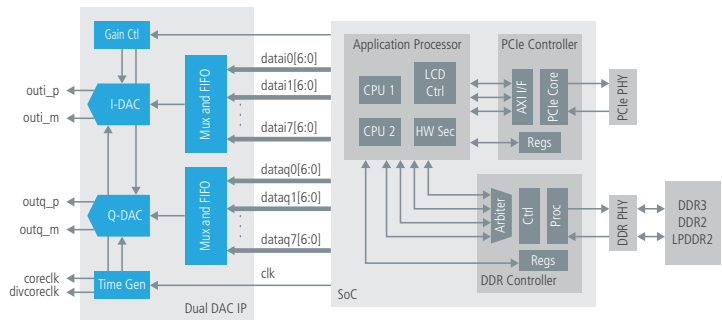 Gain Ctl
outi_p
outi_m
I-DAC
Mux and FIFO
datai0[6:0]
datai1[6:0]
datai7[6:0]
outq_p
outq_m
Q-DAC
Mux and FIFO
dataq0[6:0]
dataq1[6:0]
dataq7[6:0]
coreclk
divcoreclk
Time Gen
clk
Dual DAC IP
SoC
Application Processor
CPU 1
LCD
Ctrl
CPU 2
HW Sec
PCIe Controller
AXI I/F
PCIe Core
Regs
PCIe PHY
Arbiter
Ctrl
Proc
Regs
DDR Controller
DDR PHY
DDR3
DDR2
LPDDR2